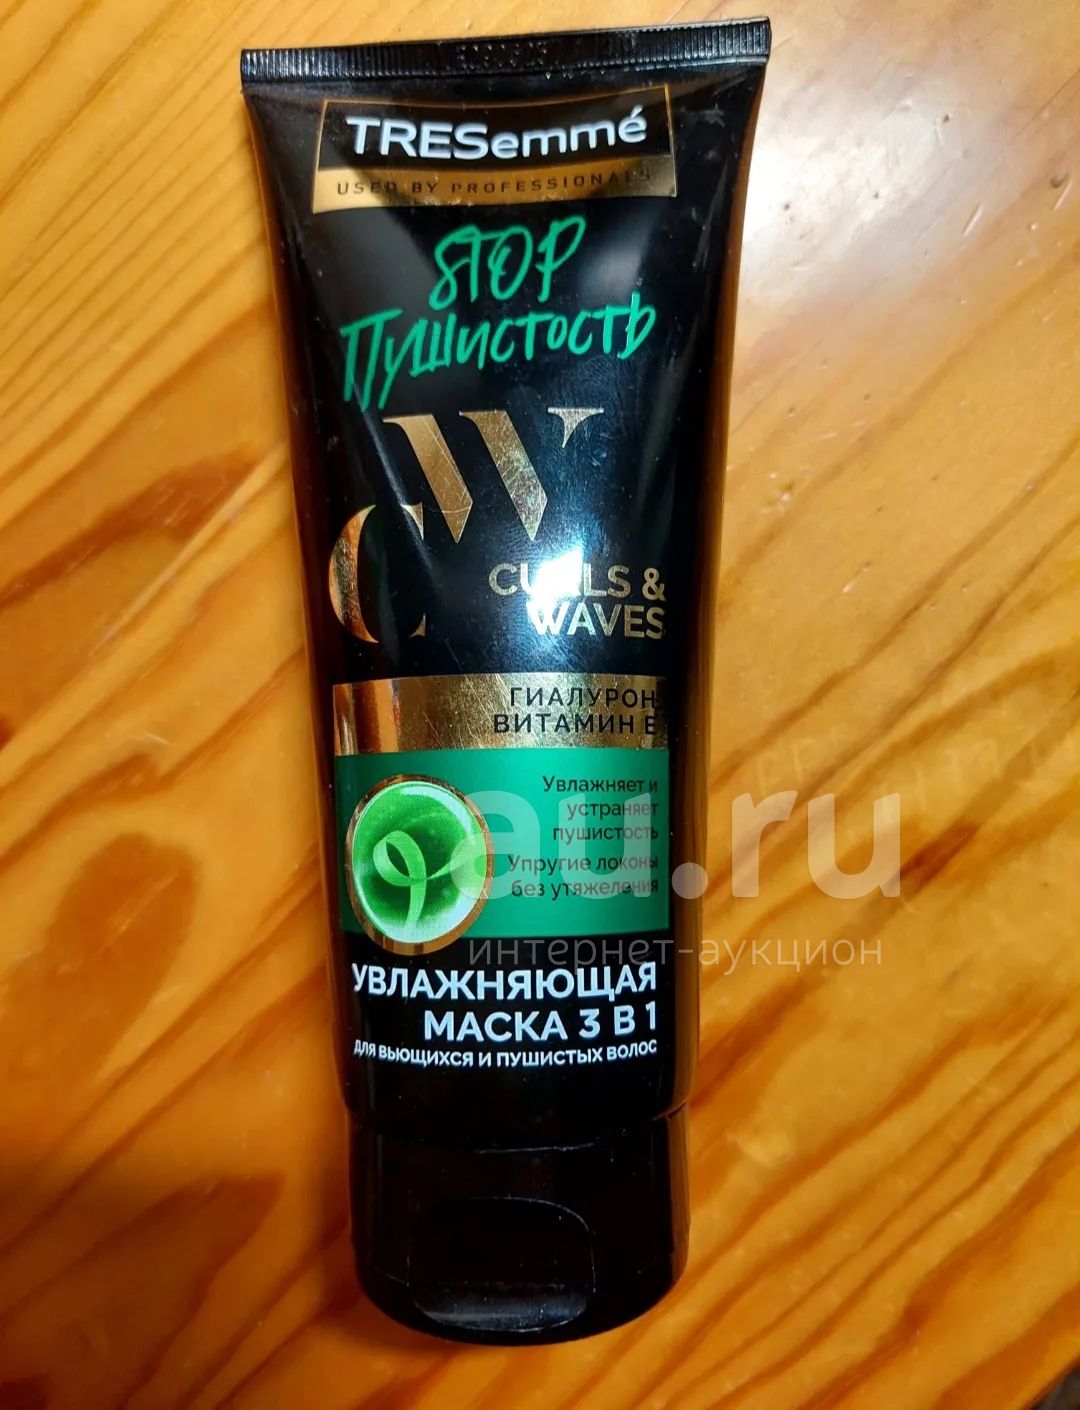 TRESemmé
USED BY PROFESSIONALS
STOP
Пушистость
CW
CURLS &
WAVES
ГИАЛУРОН
ВИТАМИН Е
Увлажняет и
устраняет
пушистость
Упругие локоны
без утяжеления
au.ru
интернет-аукцион
УВЛАЖНЯЮЩАЯ
МАСКА 3 В 1
ДЛЯ ВЬЮЩИХСЯ И ПУШИСТЫХ ВОЛОС